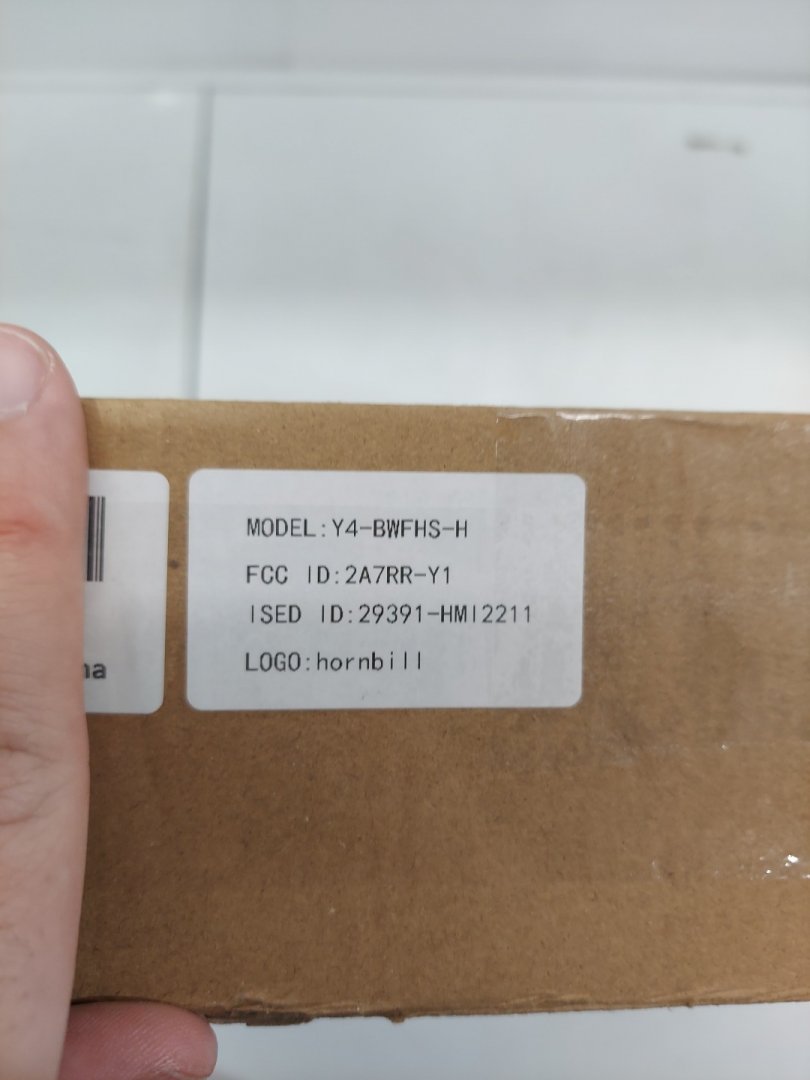 MODEL:Y4-BWFHS-H
FCC ID:2A7RR-Y1
ISED ID:29391-HMI2211
LOGO:hornbill